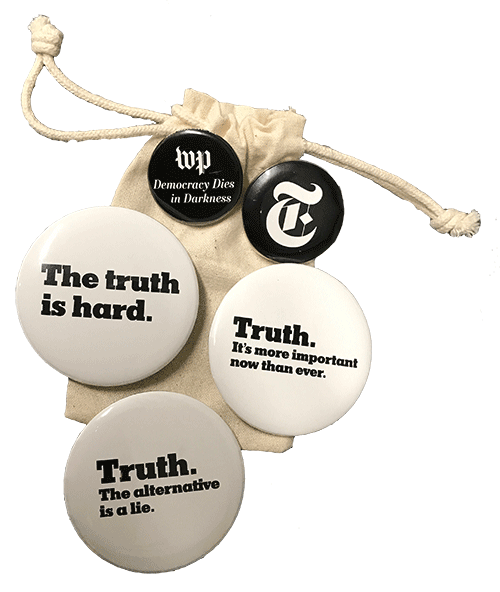 wp
Democracy Dies
in Darkness
T
The truth
is hard.
Truth.
It's more important
now than ever.
Truth.
The alternative
is a lie.